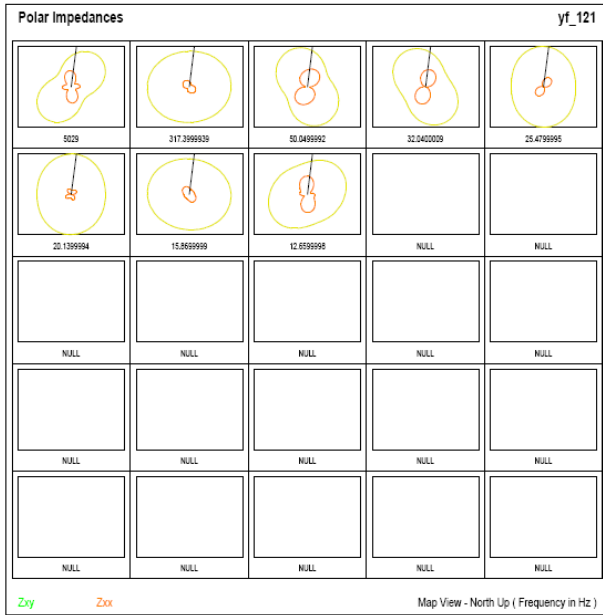 Polar Impedances yf_121
5029 317.3999939 50.0499992 32.0400009 25.4799995
20.1399994 15.8699999 12.6599998 NULL NULL
NULL NULL NULL NULL NULL
NULL NULL NULL NULL NULL
NULL NULL NULL NULL NULL
Zxy Zxx Map View - North Up ( Frequency in Hz )